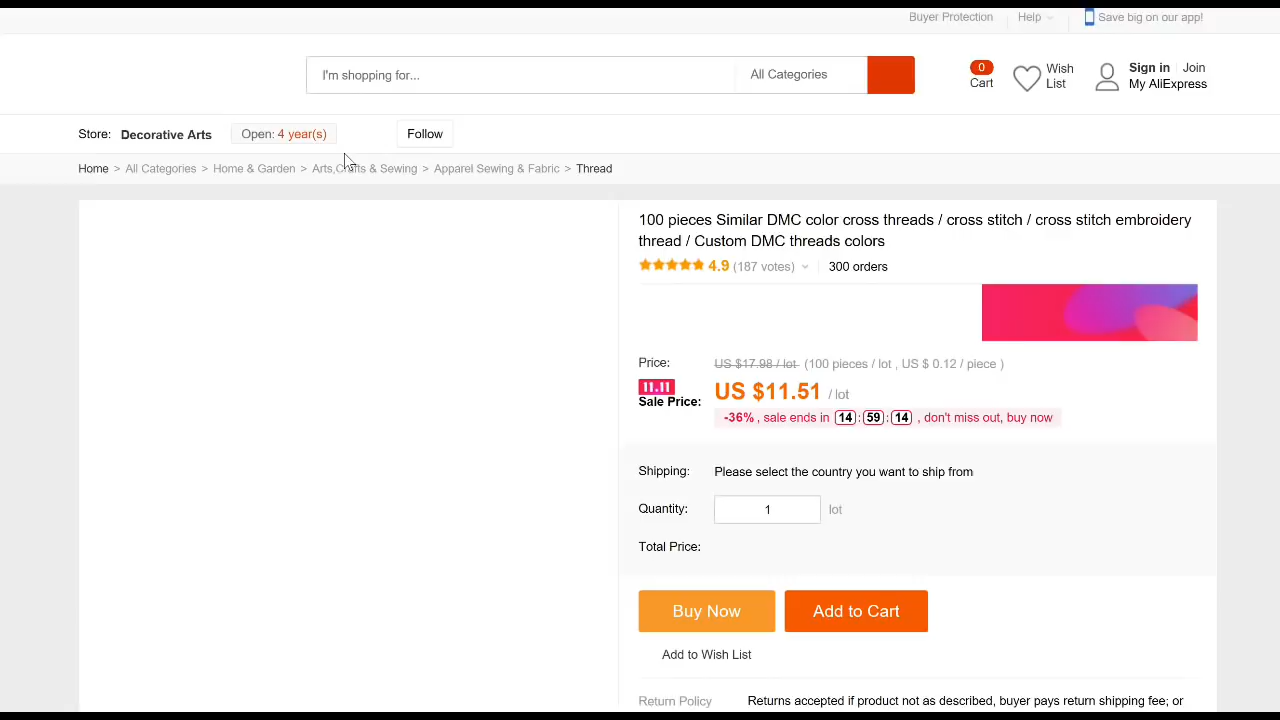 Buyer Protection Help Save big on our app!
I'm shopping for... All Categories
0 Cart Wish List Sign in Join My AliExpress
Store: Decorative Arts Open: 4 year(s) Follow
Home > All Categories > Home & Garden > Arts,Crafts & Sewing > Apparel Sewing & Fabric > Thread
100 pieces Similar DMC color cross threads / cross stitch / cross stitch embroidery
thread / Custom DMC threads colors
4.9 (187 votes) 300 orders
Price: US $17.98 / lot (100 pieces / lot , US $ 0.12 / piece )
11.11
Sale Price: US $11.51 / lot
-36% , sale ends in 14 : 59 : 14 , don't miss out, buy now
Shipping: Please select the country you want to ship from
Quantity: 1 lot
Total Price:
Buy Now Add to Cart
Add to Wish List
Return Policy Returns accepted if product not as described, buyer pays return shipping fee; or